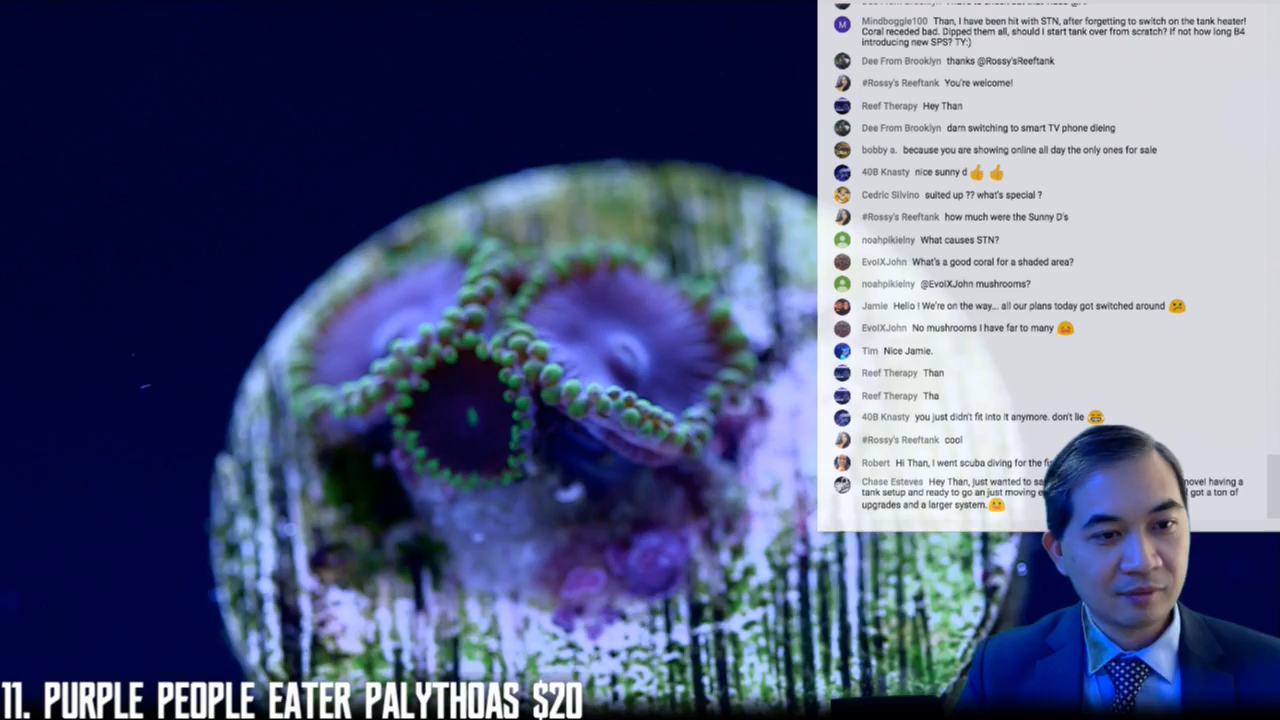 Mindboggle100 Than, I have been hit with STN, after forgetting to switch on the tank heater!
Coral receded bad. Dipped them all, should I start tank over from scratch? If not how long B4
introducing new SPS? TY:)
Dee From Brooklyn thanks @Rossy'sReeftank
#Rossy's Reeftank You're welcome!
Reef Therapy Hey Than
Dee From Brooklyn darn switching to smart TV phone dieing
bobby a. because you are showing online all day the only ones for sale
40B Knasty nice sunny d👍 👍
Cedric Silvino suited up ?? what's special ?
#Rossy's Reeftank how much were the Sunny D's
noahpikielny What causes STN?
EvolXJohn What's a good coral for a shaded area?
noahpikielny @EvolXJohn mushrooms?
Jamie Hello ! We're on the way... all our plans today got switched around
EvolXJohn No mushrooms I have far to many
Tim Nice Jamie.
Reef Therapy Than
Reef Therapy Tha
40B Knasty you just didn't fit into it anymore. don't lie 😂
#Rossy's Reeftank cool
Robert Hi Than, I went scuba diving for the
Chase Esteves Hey Than, just wanted to move! having a
tank setup and ready to go an just moving got a ton of
upgrades and a larger system.
11. PURPLE PEOPLE EATER PALYTHOAS $20